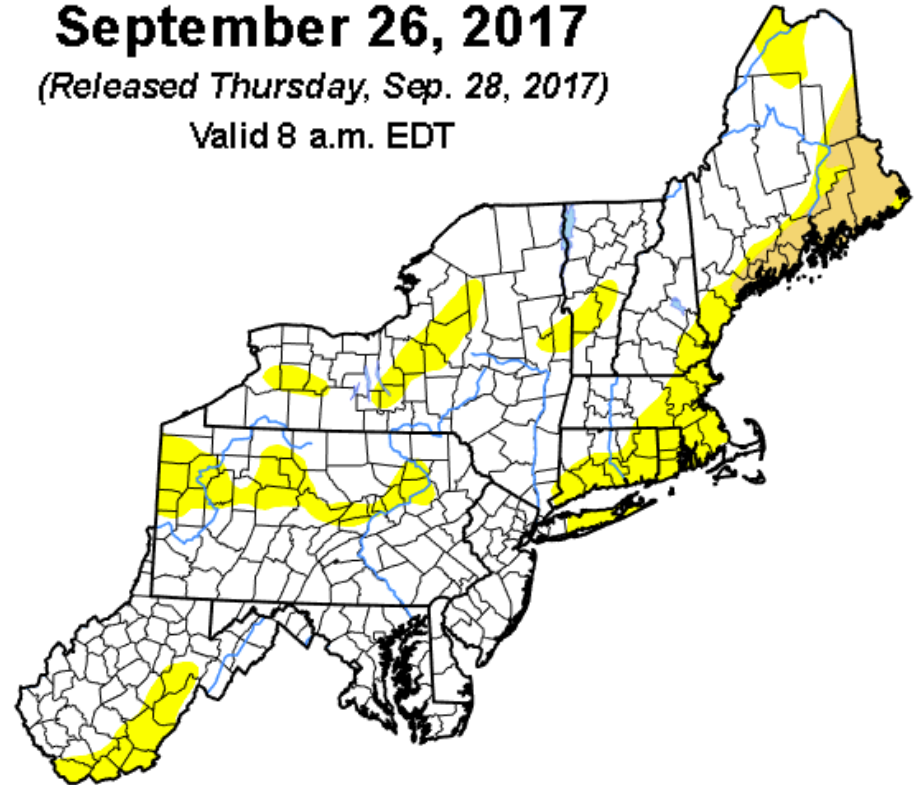 September 26, 2017
(Released Thursday, Sep. 28, 2017)
Valid 8 a.m. EDT